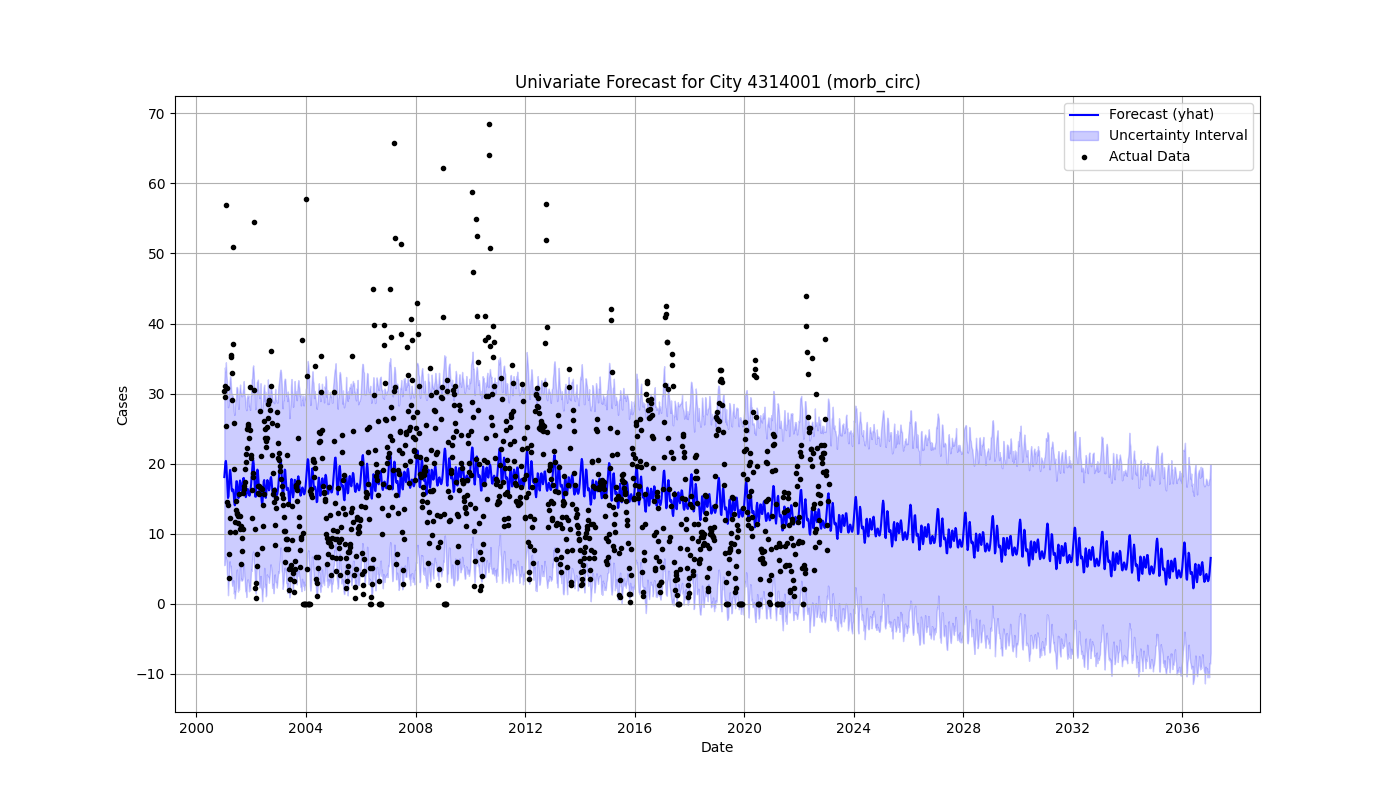 Univariate Forecast for City 4314001 (morb_circ)
Forecast (yhat)
Uncertainty Interval
Actual Data
Cases
70
60
50
40
30
20
10
0
−10
2000 2004 2008 2012 2016 2020 2024 2028 2032 2036
Date